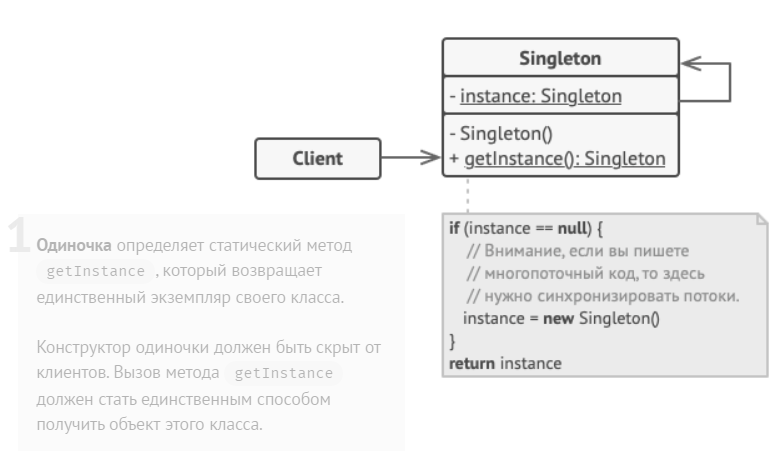 Singleton
- instance: Singleton
- Singleton()
+ getInstance(): Singleton
Client
1
Одиночка определяет статический метод
getInstance , который возвращает
единственный экземпляр своего класса.
Конструктор одиночки должен быть скрыт от
клиентов. Вызов метода getInstance
должен стать единственным способом
получить объект этого класса.
if (instance == null) {
// Внимание, если вы пишете
// многопоточный код, то здесь
// нужно синхронизировать потоки.
instance = new Singleton()
}
return instance